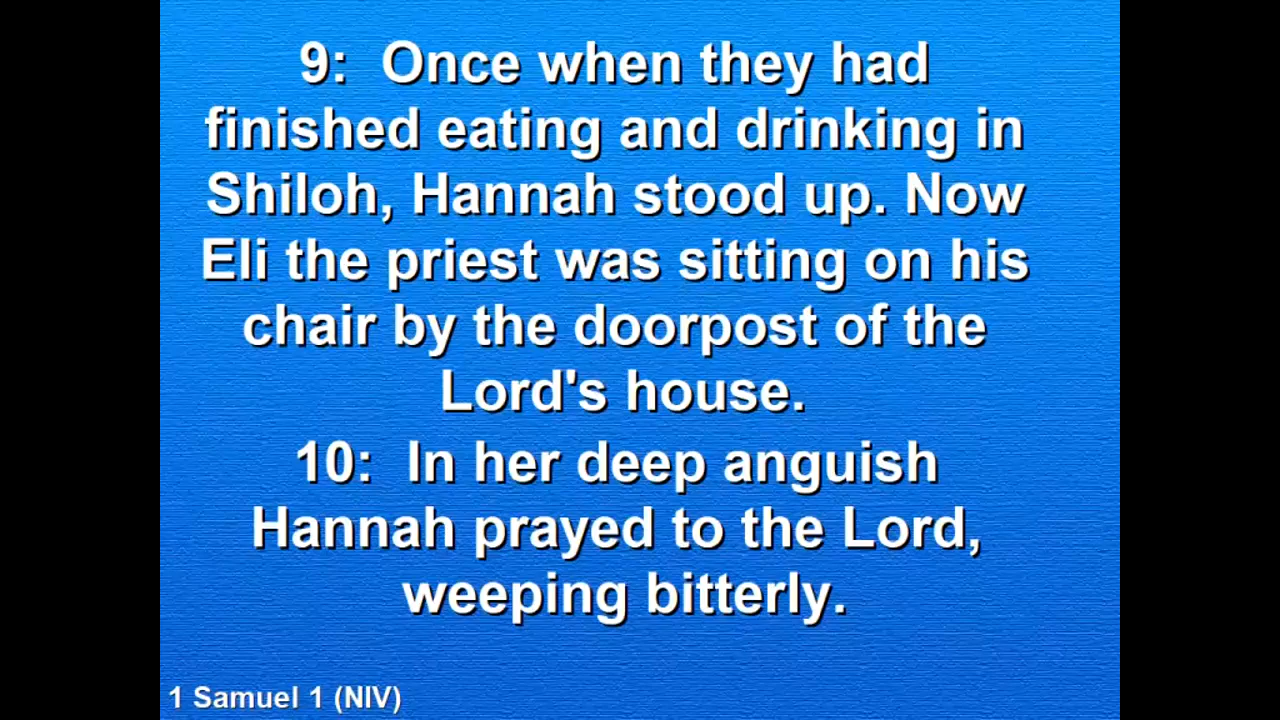 9:  Once when they had
finished eating and drinking in
Shiloh, Hannah stood up. Now
Eli the priest was sitting on his
chair by the doorpost of the
Lord's house.
10:  In her deep anguish
Hannah prayed to the Lord,
weeping bitterly.
1 Samuel 1 (NIV)